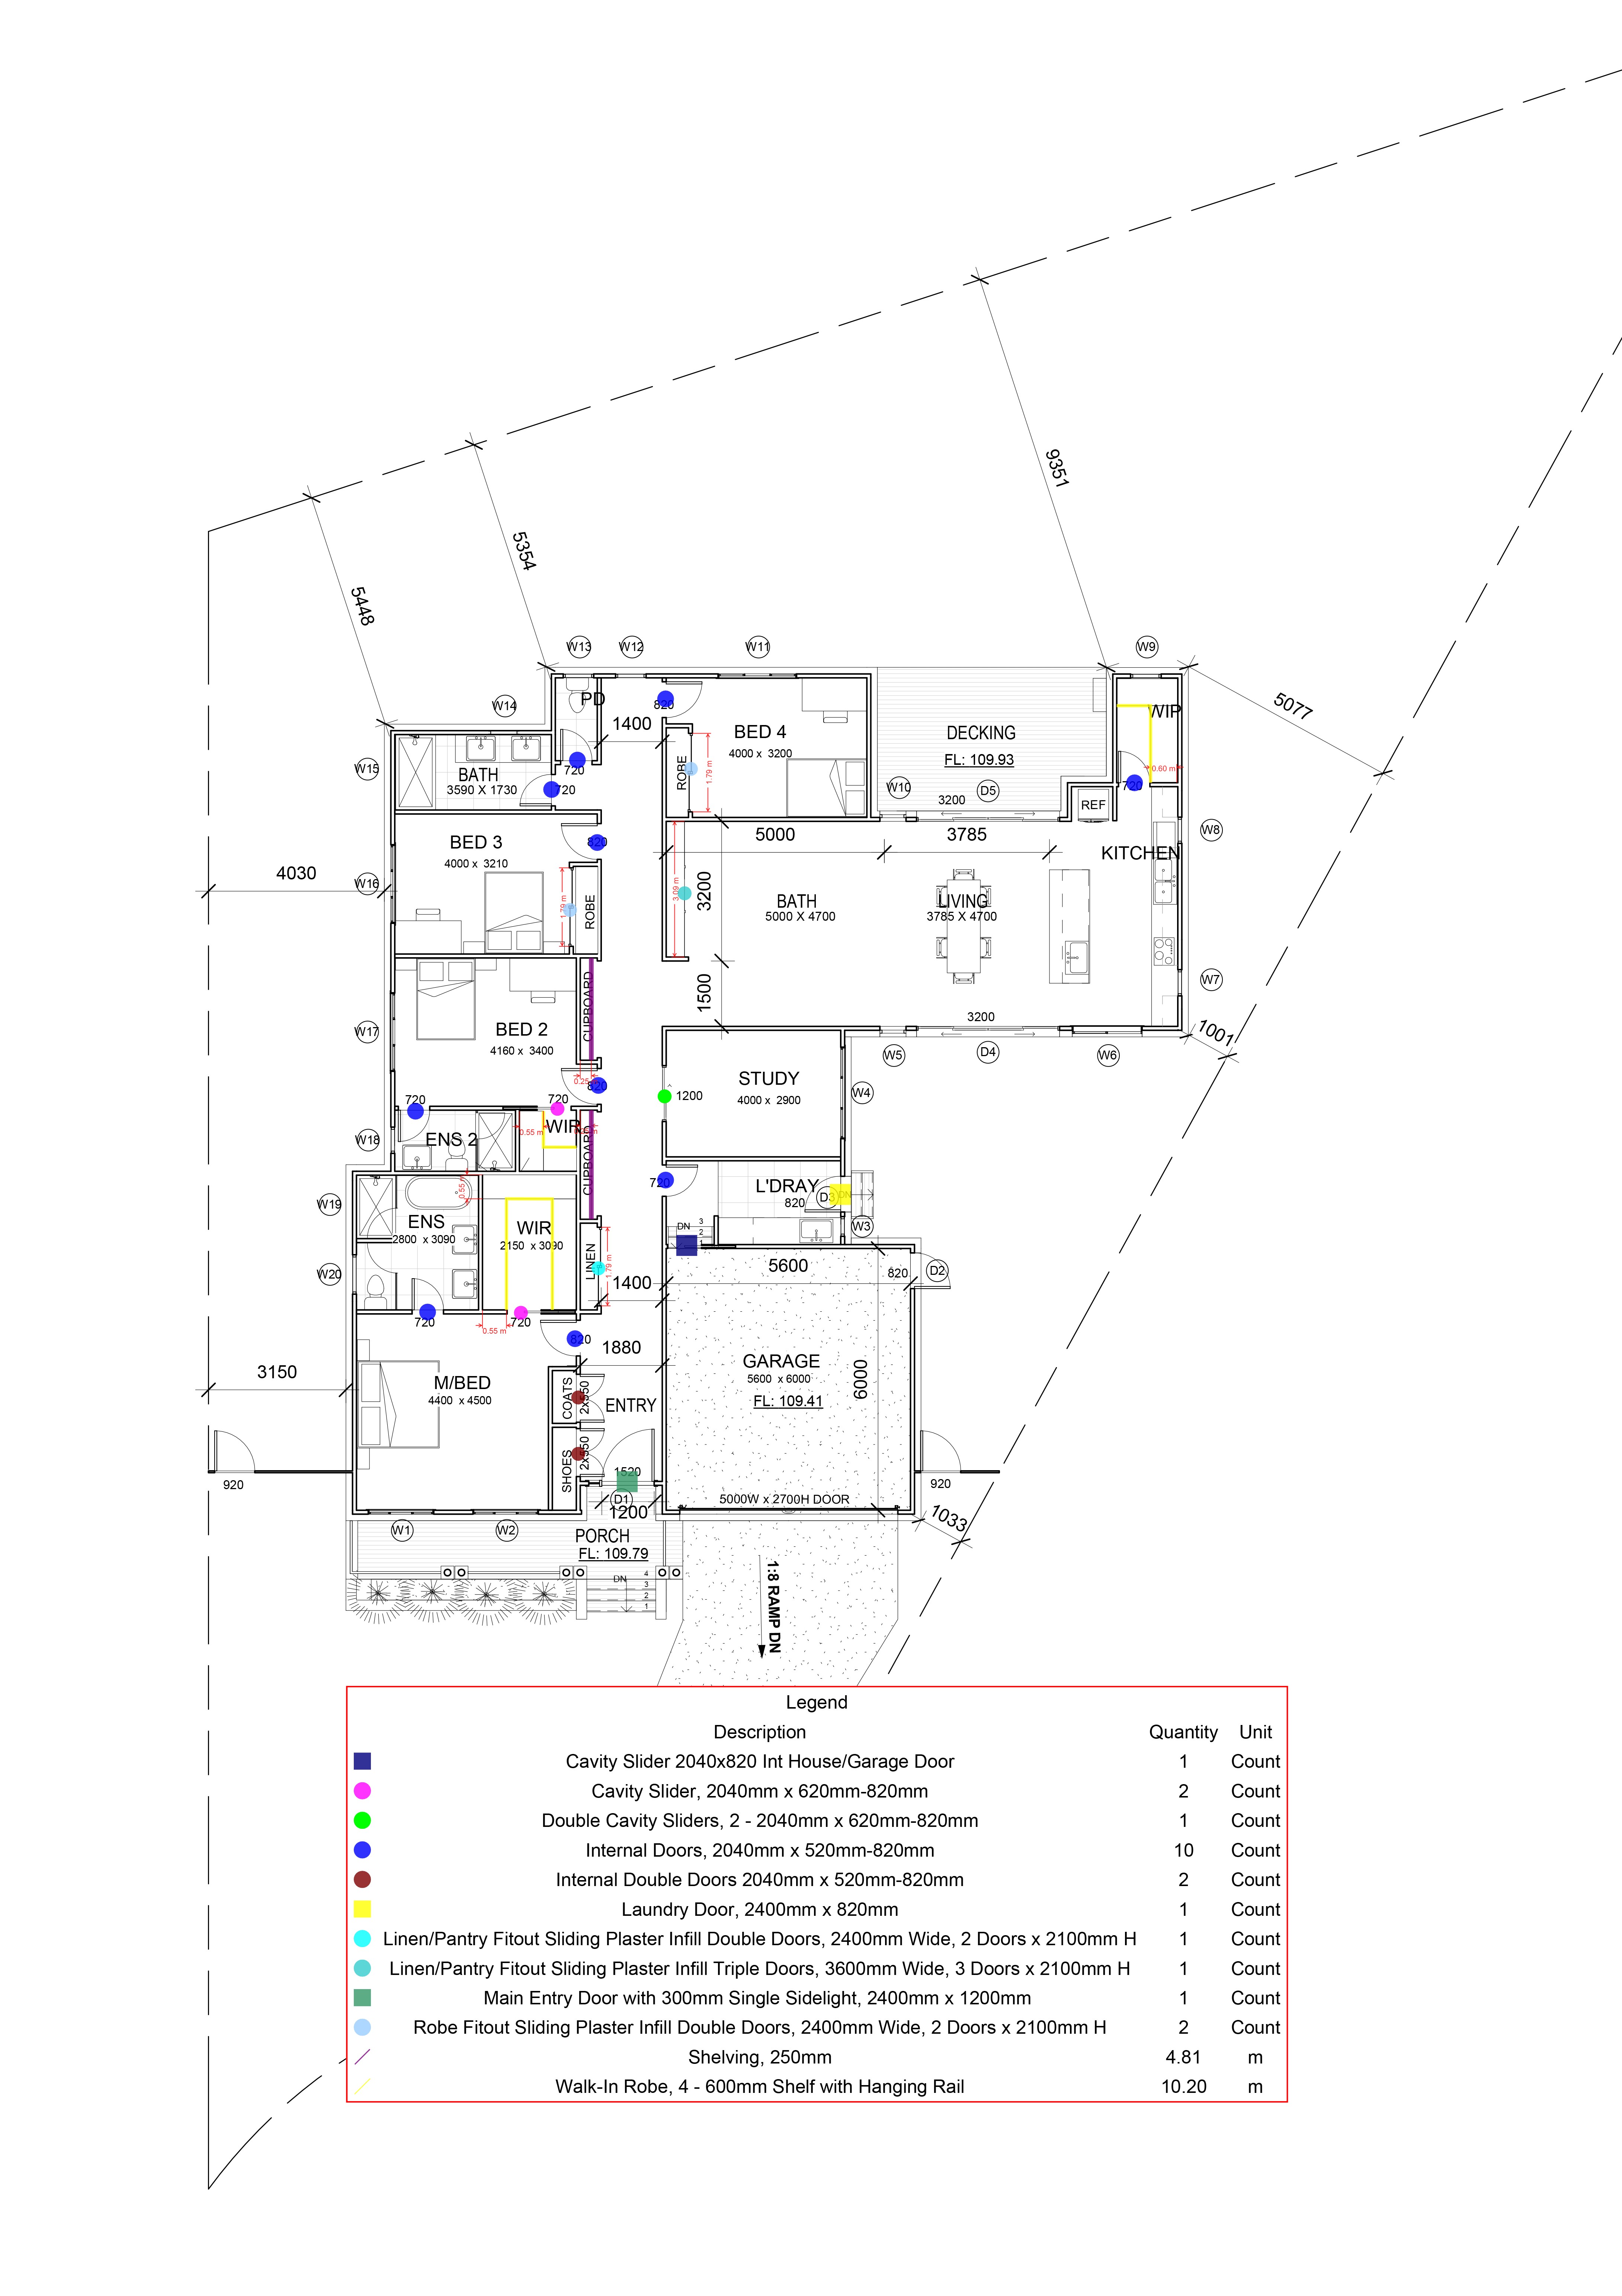 9351
5354
5448
5077
W13
W12
W11
W9
W14
PD
820
1400
BED 4
4000 x 3200
DECKING
FL: 109.93
WIP
W15
BATH
3590 X 1730
720
720
ROBE
1.79 m
0.60 m
720
W10
3200
D5
REF
BED 3
4000 x 3210
820
5000
3785
W8
KITCHEN
4030
W16
1.79 m
ROBE
3.09 m
3200
BATH
5000 X 4700
LIVING
3785 X 4700
W7
CUPBOARD
1500
3200
W17
BED 2
4160 x 3400
W5
D4
W6
1001
0.25
820
STUDY
4000 x 2900
1200
W4
720
720
W18
ENS 2
0.55 m
WIR
CUPBOARD
720
L'DRAY
820
D3
DN
0.55 m
W19
ENS
2800 x 3090
WIR
2150 x 3090
DN
3
2
1
W3
LINEN
1.79 m
W20
1400
5600
820
D2
720
0.55 m
720
820
1880
3150
M/BED
4400 x 4500
COATS
2x550
ENTRY
GARAGE
5600 x 6000
FL: 109.41
6000
SHOES
2x550
920
1520
920
D1
1200
5000W x 2700H DOOR
1033
W1
W2
PORCH
FL: 109.79
DN
4
3
2
1
1:8 RAMP DN
Legend
Description Quantity Unit
Cavity Slider 2040x820 Int House/Garage Door 1 Count
Cavity Slider, 2040mm x 620mm-820mm 2 Count
Double Cavity Sliders, 2 - 2040mm x 620mm-820mm 1 Count
Internal Doors, 2040mm x 520mm-820mm 10 Count
Internal Double Doors 2040mm x 520mm-820mm 2 Count
Laundry Door, 2400mm x 820mm 1 Count
Linen/Pantry Fitout Sliding Plaster Infill Double Doors, 2400mm Wide, 2 Doors x 2100mm H 1 Count
Linen/Pantry Fitout Sliding Plaster Infill Triple Doors, 3600mm Wide, 3 Doors x 2100mm H 1 Count
Main Entry Door with 300mm Single Sidelight, 2400mm x 1200mm 1 Count
Robe Fitout Sliding Plaster Infill Double Doors, 2400mm Wide, 2 Doors x 2100mm H 2 Count
Shelving, 250mm 4.81 m
Walk-In Robe, 4 - 600mm Shelf with Hanging Rail 10.20 m